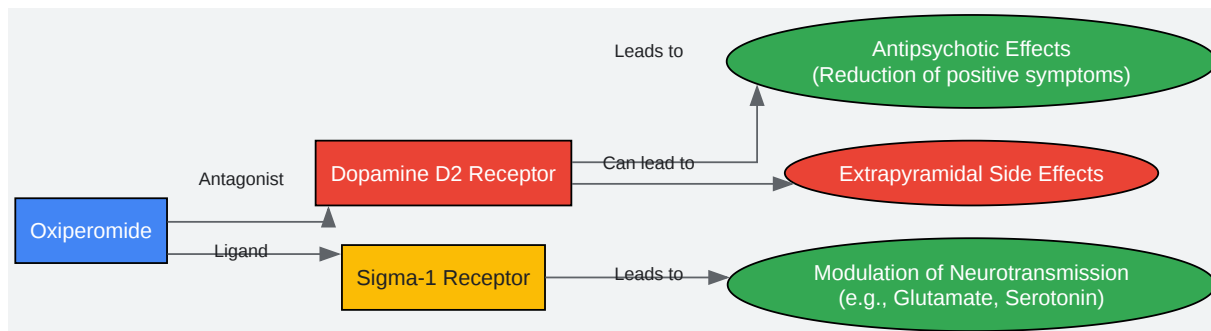 Leads to
Antipsychotic Effects
(Reduction of positive symptoms)
Antagonist
Dopamine D2 Receptor
Can lead to
Extrapyramidal Side Effects
Oxiperomide
Ligand
Sigma-1 Receptor
Leads to
Modulation of Neurotransmission
(e.g., Glutamate, Serotonin)